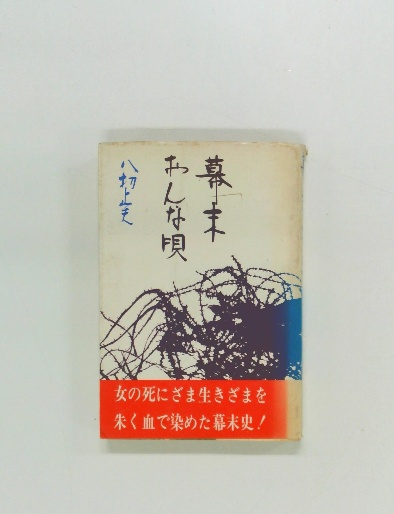 幕末
おんな唄
八切止夫
女の死にざま生きざまを
朱く血で染めた幕末史！